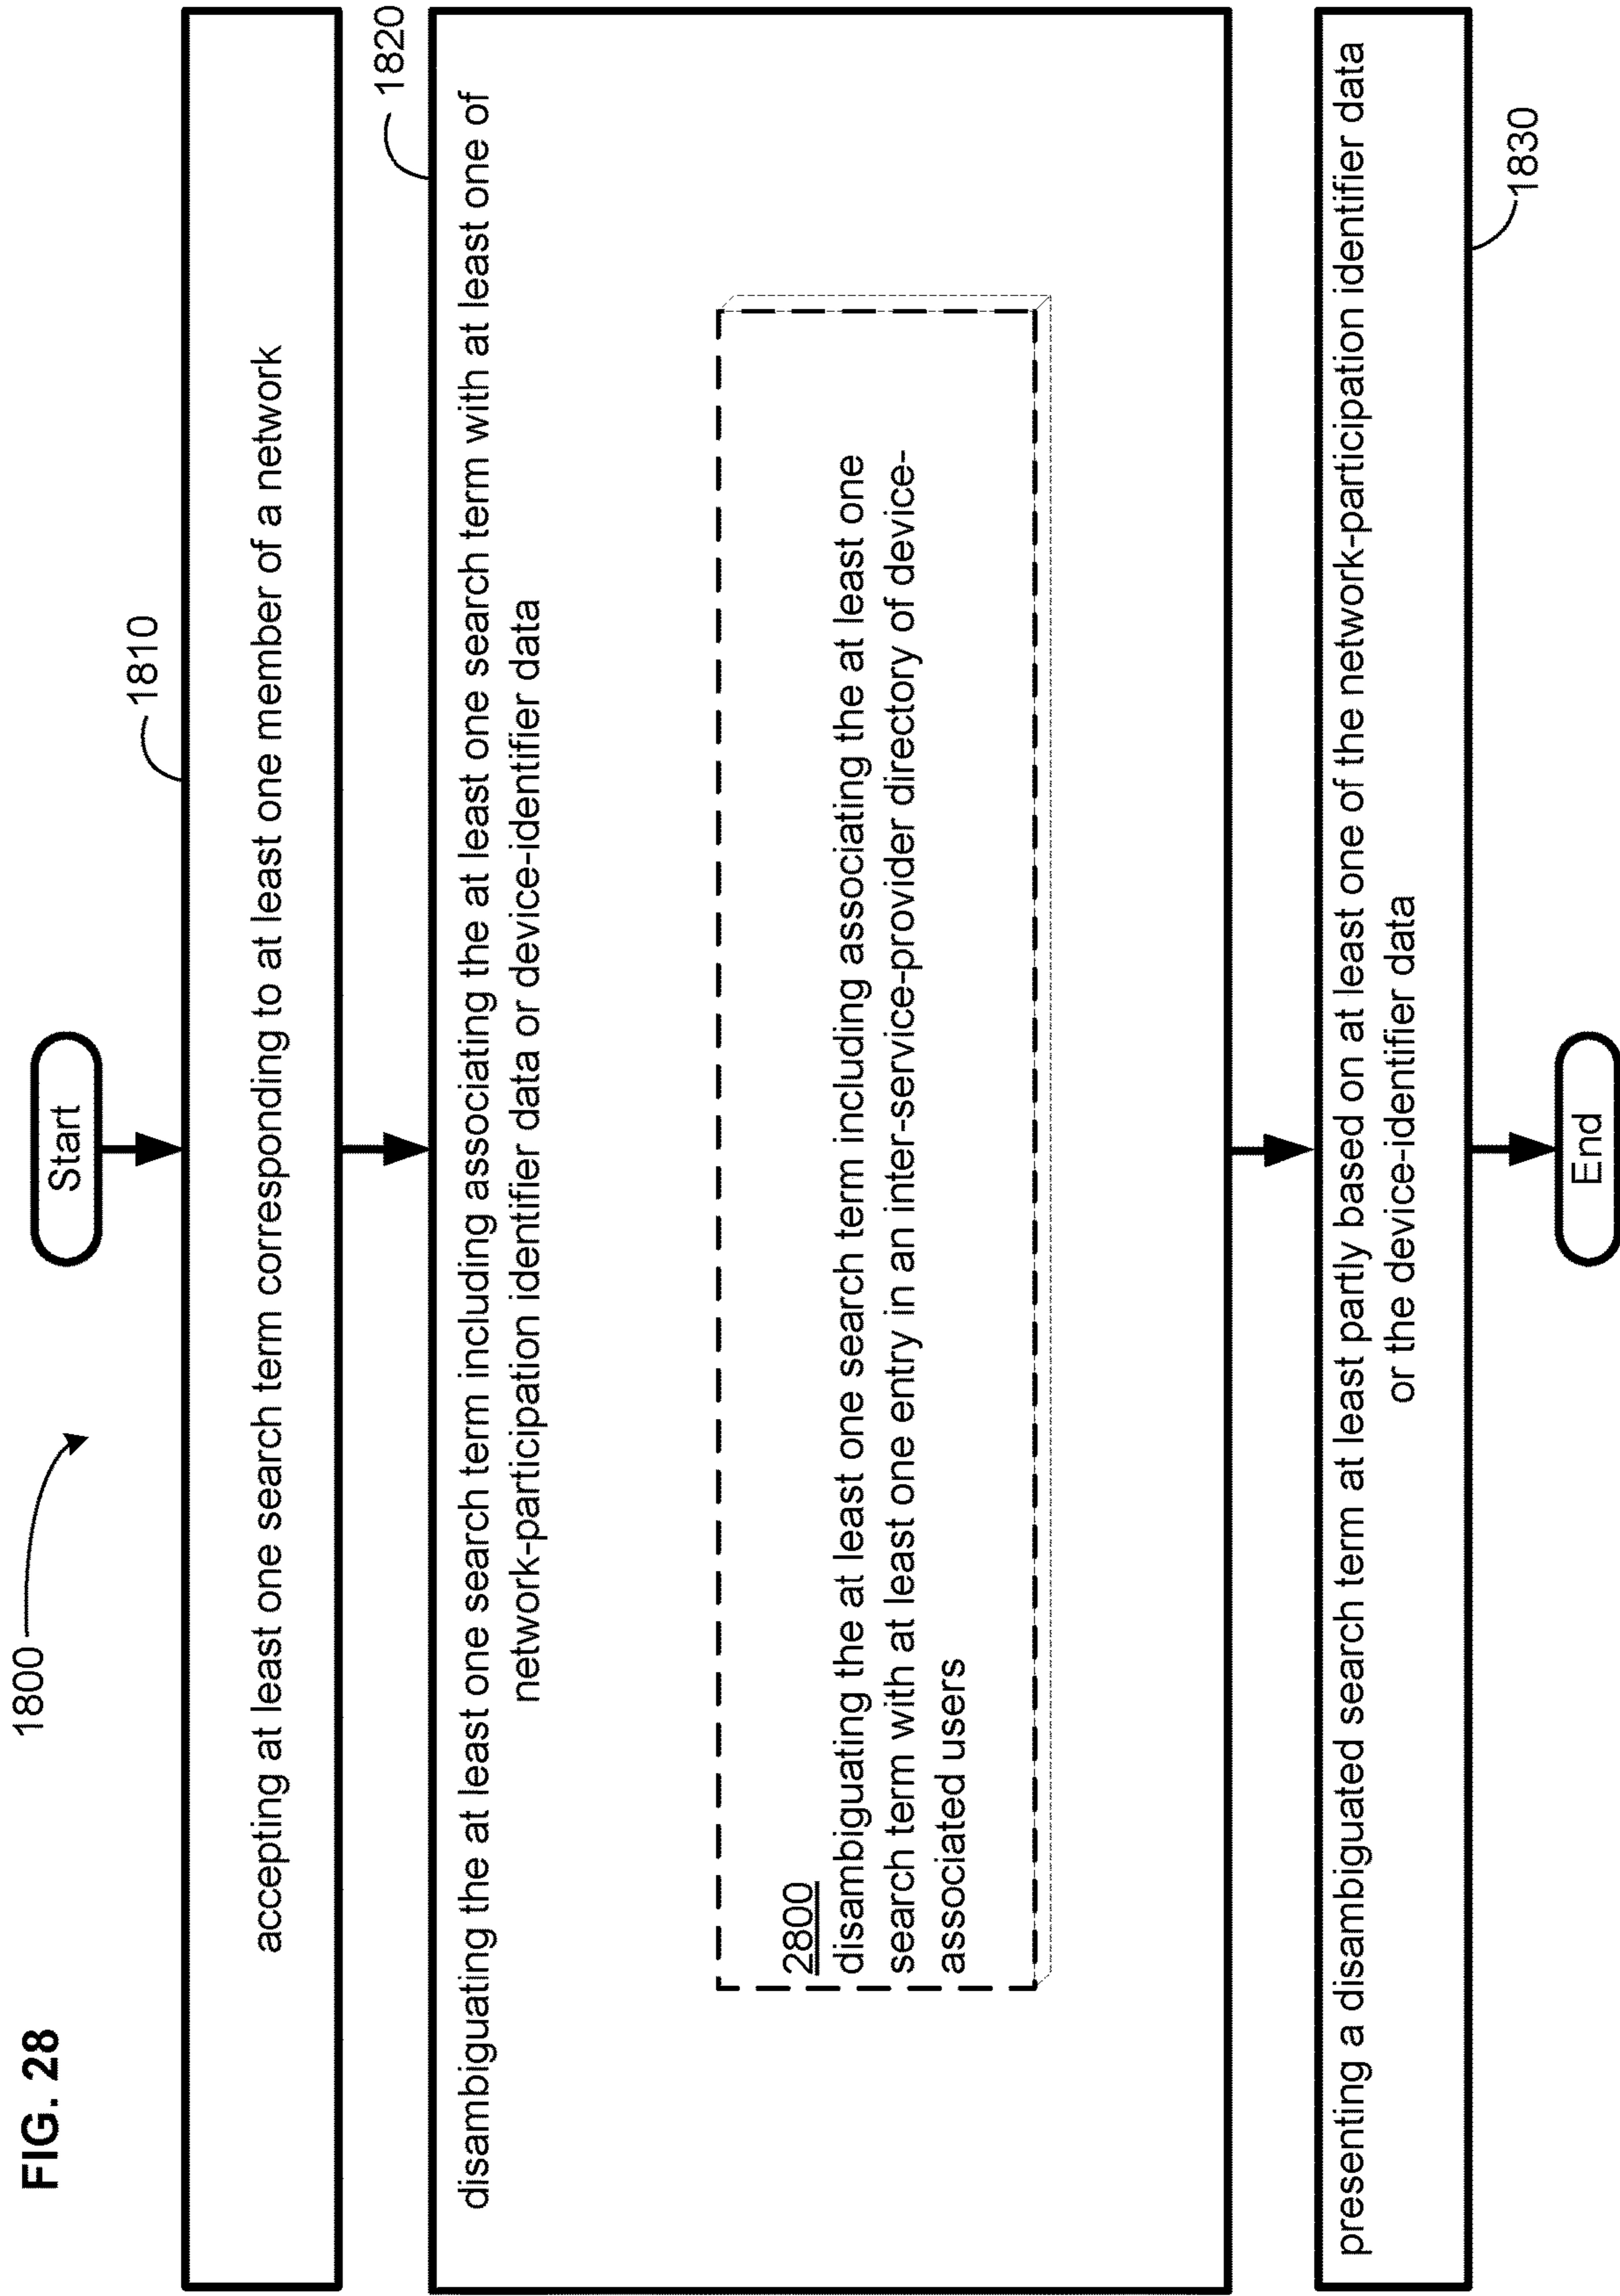 FIG. 28
1800
Start
1810
accepting at least one search term corresponding to at least one member of a network
1820
disambiguating the at least one search term including associating the at least one search term with at least one of
network-participation identifier data or device-identifier data
2800
disambiguating the at least one search term including associating the at least one
search term with at least one entry in an inter-service-provider directory of device-
associated users
presenting a disambiguated search term at least partly based on at least one of the network-participation identifier data
or the device-identifier data
1830
End